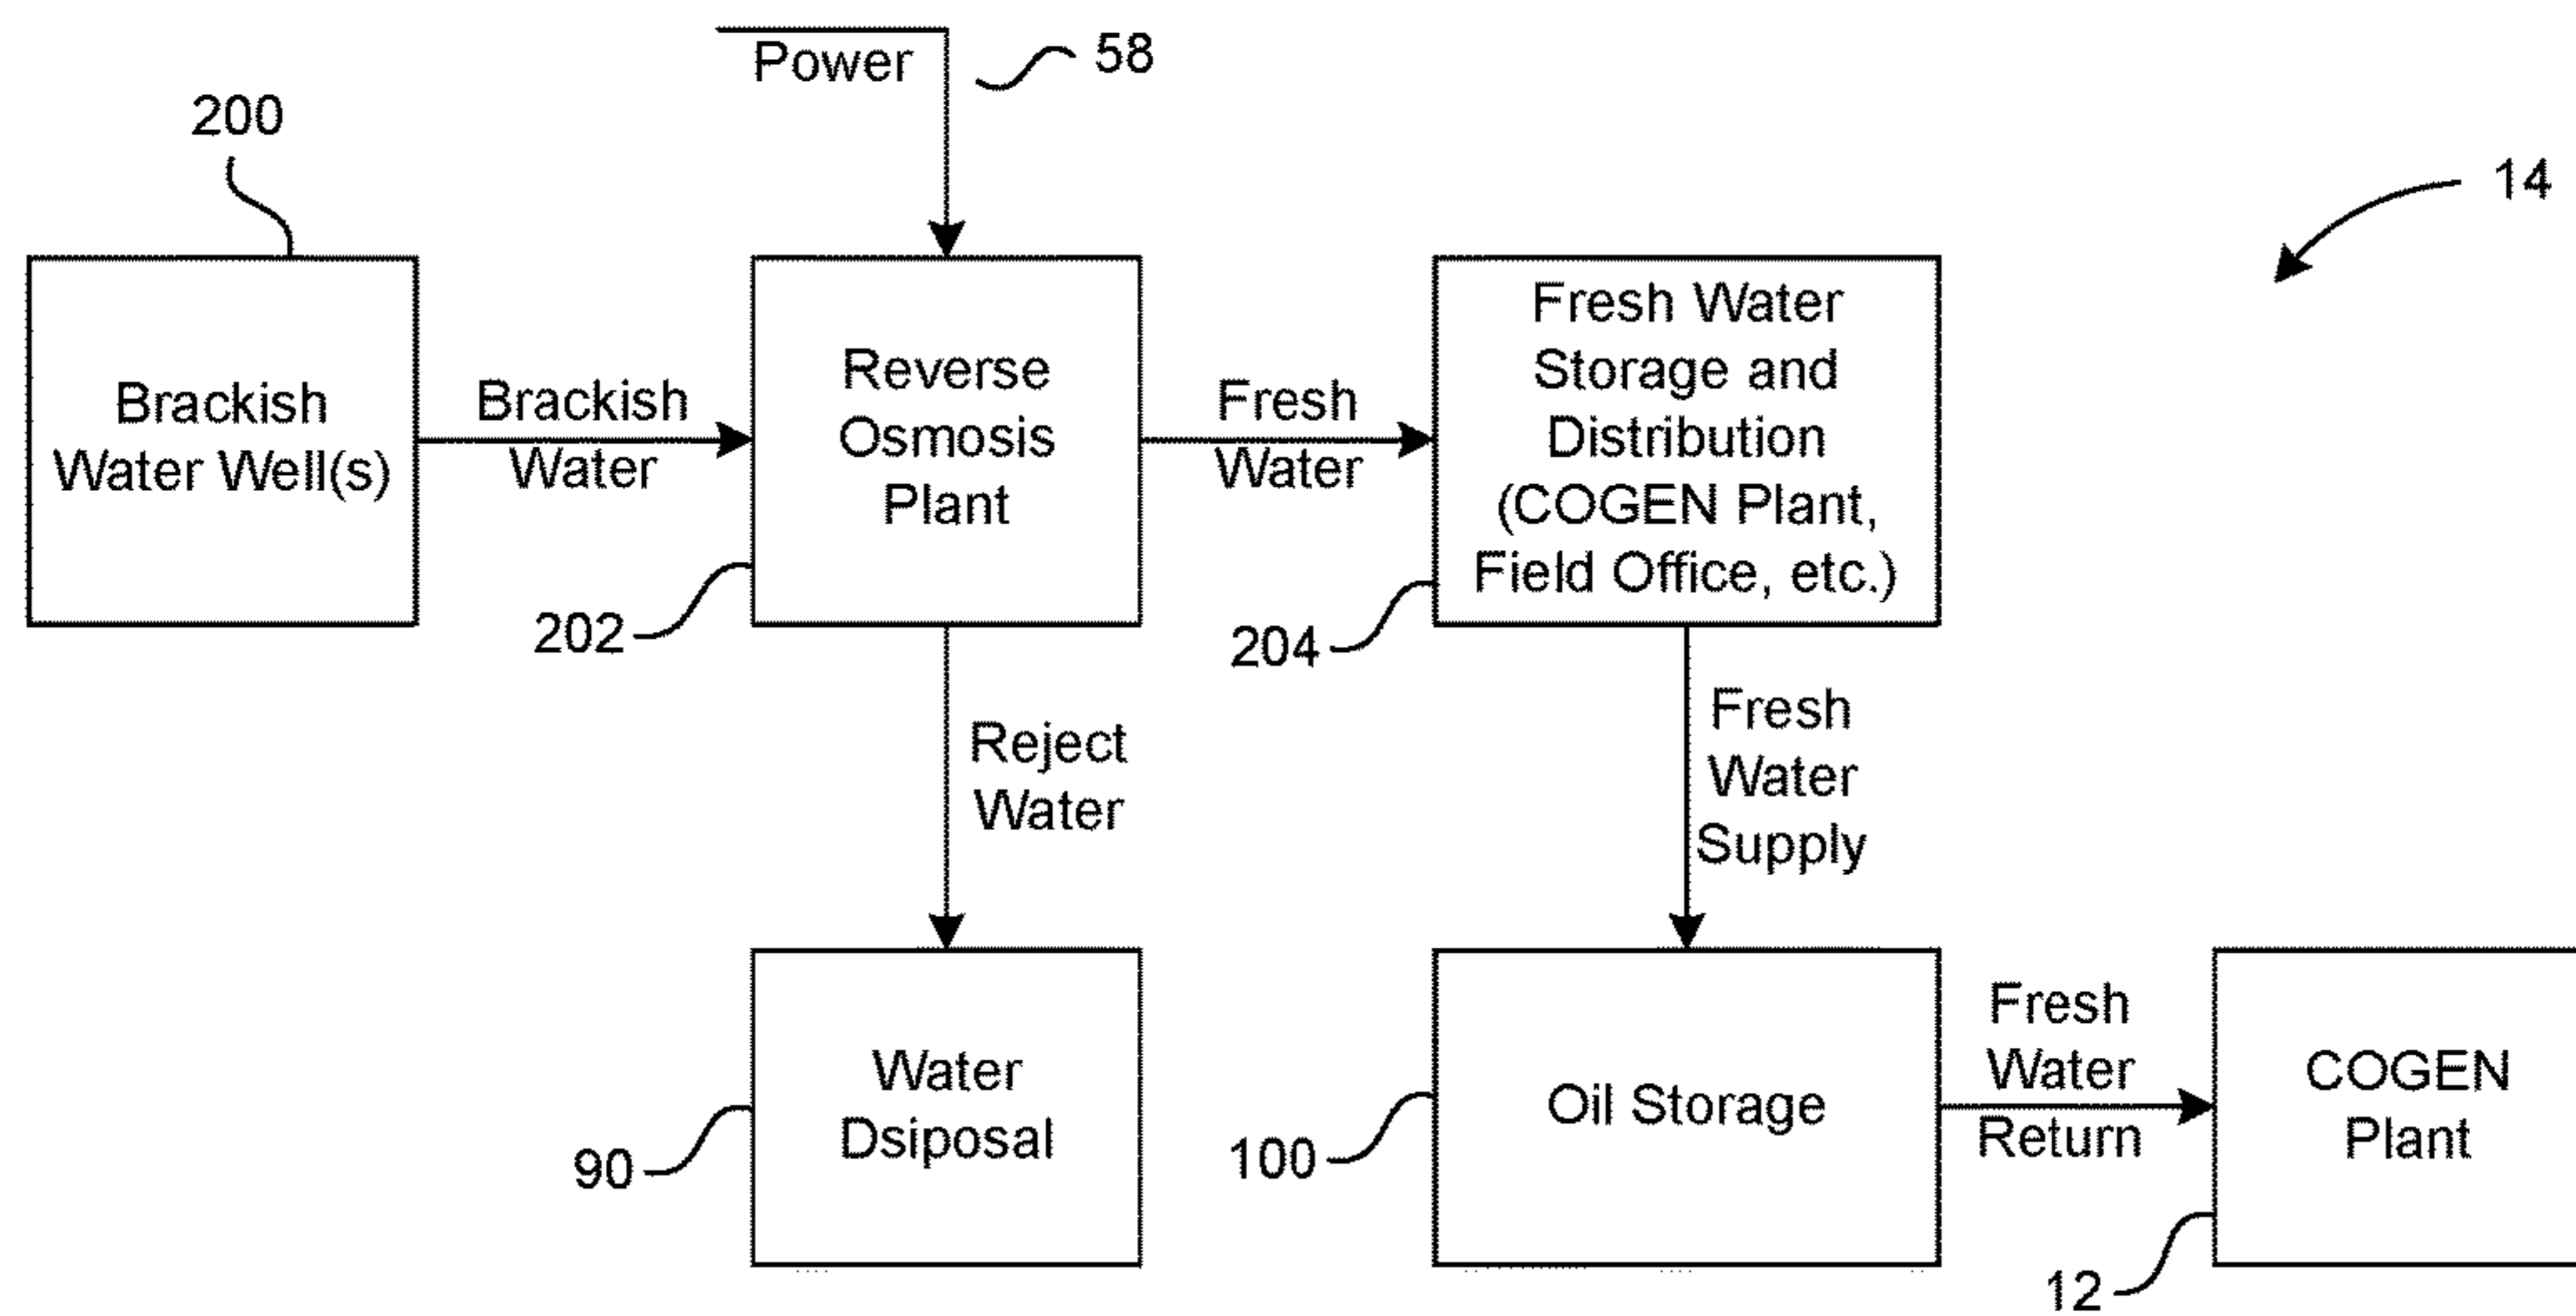 Power
58
200
14
Brackish
Water Well(s)
Brackish
Water
Reverse
Osmosis
Plant
Fresh
Water
Fresh Water
Storage and
Distribution
(COGEN Plant,
Field Office, etc.)
202
204
Reject
Water
Fresh
Water
Supply
Water
Dsiposal
90
Oil Storage
100
Fresh
Water
Return
COGEN
Plant
12